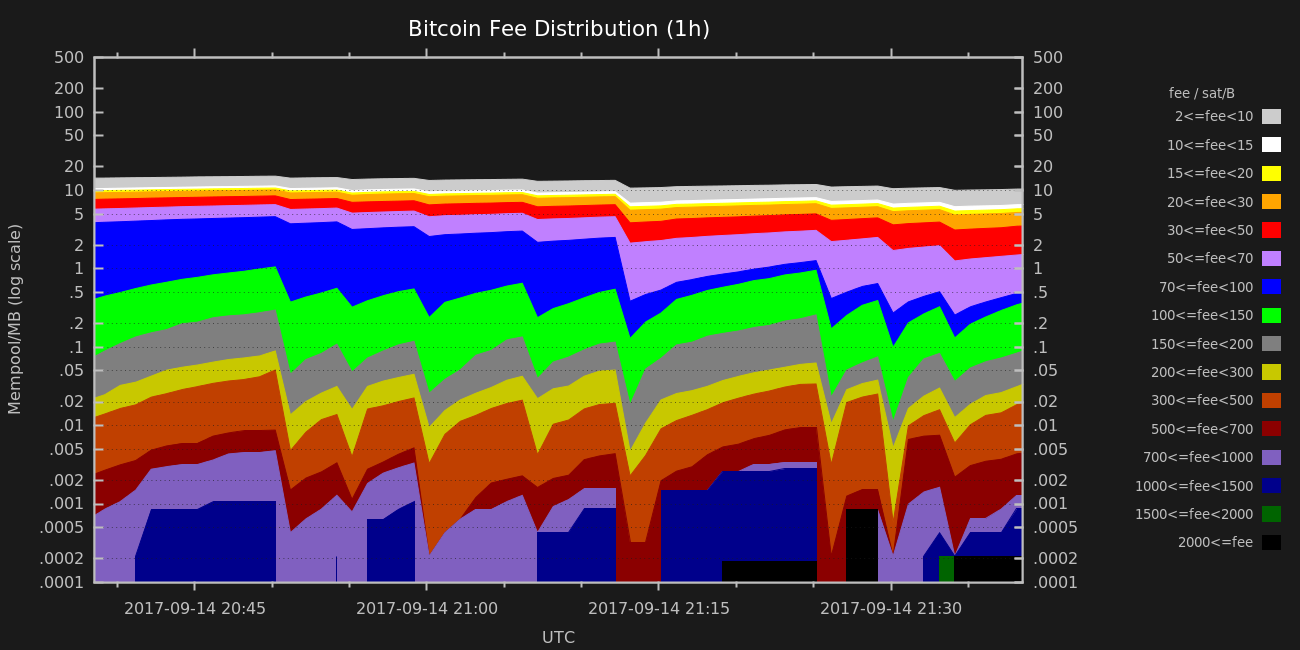 Bitcoin Fee Distribution (1h)
500
200
100
50
20
10
5
2
1
.5
.2
.1
.05
.02
.01
.005
.002
.001
.0005
.0002
.0001
Mempool/MB (log scale)
500
200
100
50
20
10
5
2
1
.5
.2
.1
.05
.02
.01
.005
.002
.001
.0005
.0002
.0001
fee / sat/B
2<=fee<10
10<=fee<15
15<=fee<20
20<=fee<30
30<=fee<50
50<=fee<70
70<=fee<100
100<=fee<150
150<=fee<200
200<=fee<300
300<=fee<500
500<=fee<700
700<=fee<1000
1000<=fee<1500
1500<=fee<2000
2000<=fee
2017-09-14 20:45 2017-09-14 21:00 2017-09-14 21:15 2017-09-14 21:30
UTC